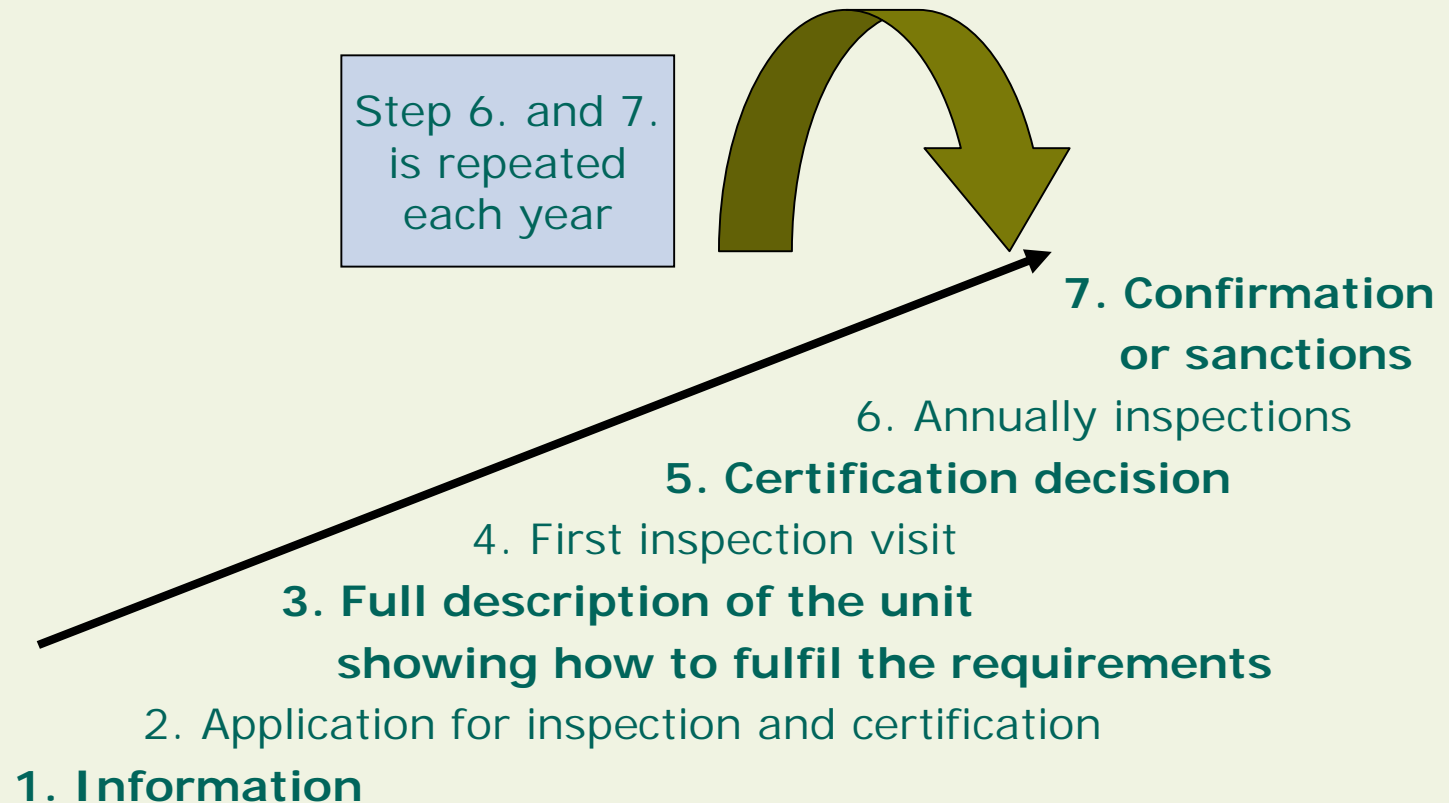 Step 6. and 7.
is repeated
each year
7. Confirmation
or sanctions
6. Annually inspections
5. Certification decision
4. First inspection visit
3. Full description of the unit
showing how to fulfil the requirements
2. Application for inspection and certification
1. Information